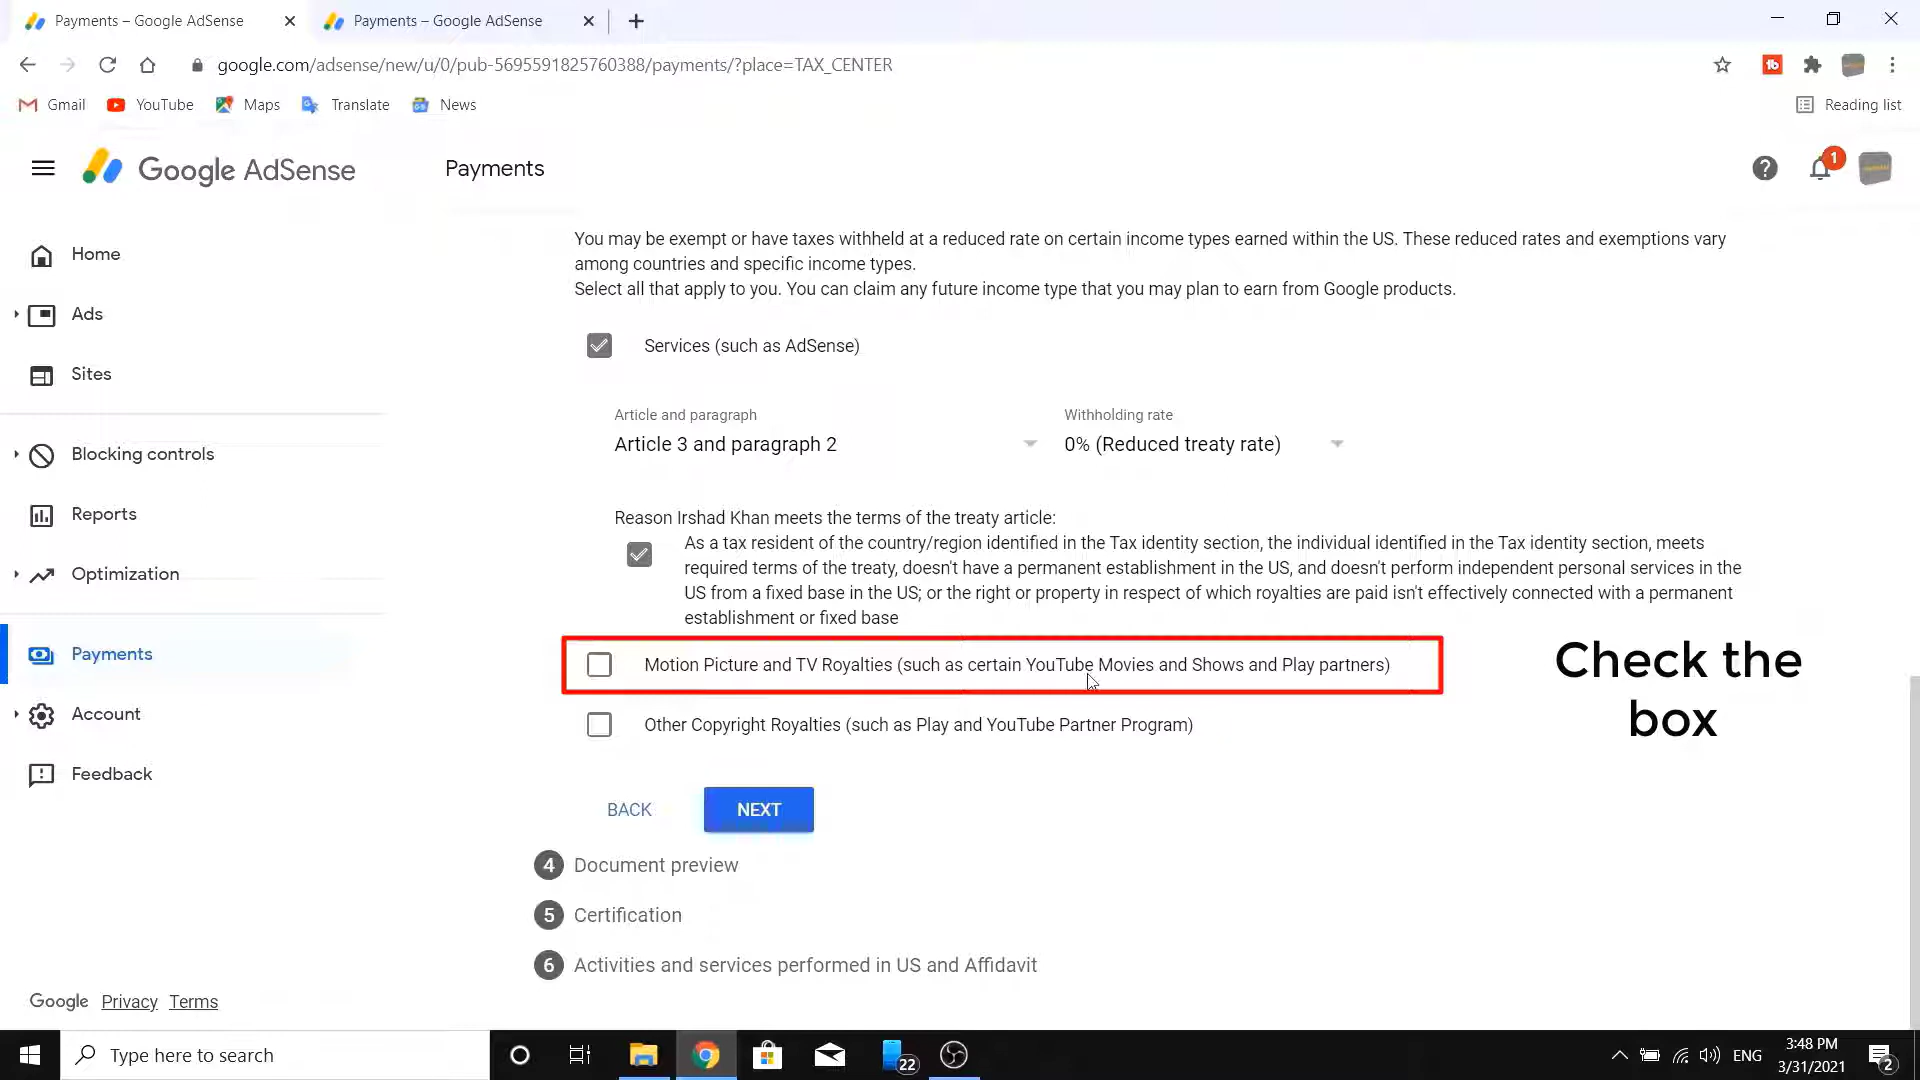 Payments – Google AdSense
Payments – Google AdSense
google.com/adsense/new/u/0/pub-5695591825760388/payments/?place=TAX_CENTER
Gmail
YouTube
Maps
Translate
News
Reading list
Google AdSense
Payments
1
Home
Ads
Sites
Blocking controls
Reports
Optimization
Payments
Account
Feedback
You may be exempt or have taxes withheld at a reduced rate on certain income types earned within the US. These reduced rates and exemptions vary
among countries and specific income types.
Select all that apply to you. You can claim any future income type that you may plan to earn from Google products.
Services (such as AdSense)
Article and paragraph
Article 3 and paragraph 2
Withholding rate
0% (Reduced treaty rate)
Reason Irshad Khan meets the terms of the treaty article:
As a tax resident of the country/region identified in the Tax identity section, the individual identified in the Tax identity section, meets
required terms of the treaty, doesn't have a permanent establishment in the US, and doesn't perform independent personal services in the
US from a fixed base in the US; or the right or property in respect of which royalties are paid isn't effectively connected with a permanent
establishment or fixed base
Motion Picture and TV Royalties (such as certain YouTube Movies and Shows and Play partners)
Check the
box
Other Copyright Royalties (such as Play and YouTube Partner Program)
BACK
NEXT
4 Document preview
5 Certification
6 Activities and services performed in US and Affidavit
Google Privacy Terms
Type here to search
22
ENG
3:48 PM
3/31/2021
2